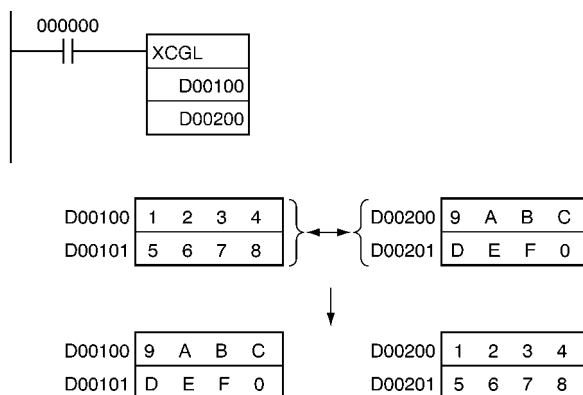 000000
XCGL
D00100
D00200
D00100 1 2 3 4 D00200 9 A B C
D00101 5 6 7 8 D00201 D E F 0
D00100 9 A B C D00200 1 2 3 4
D00101 D E F 0 D00201 5 6 7 8